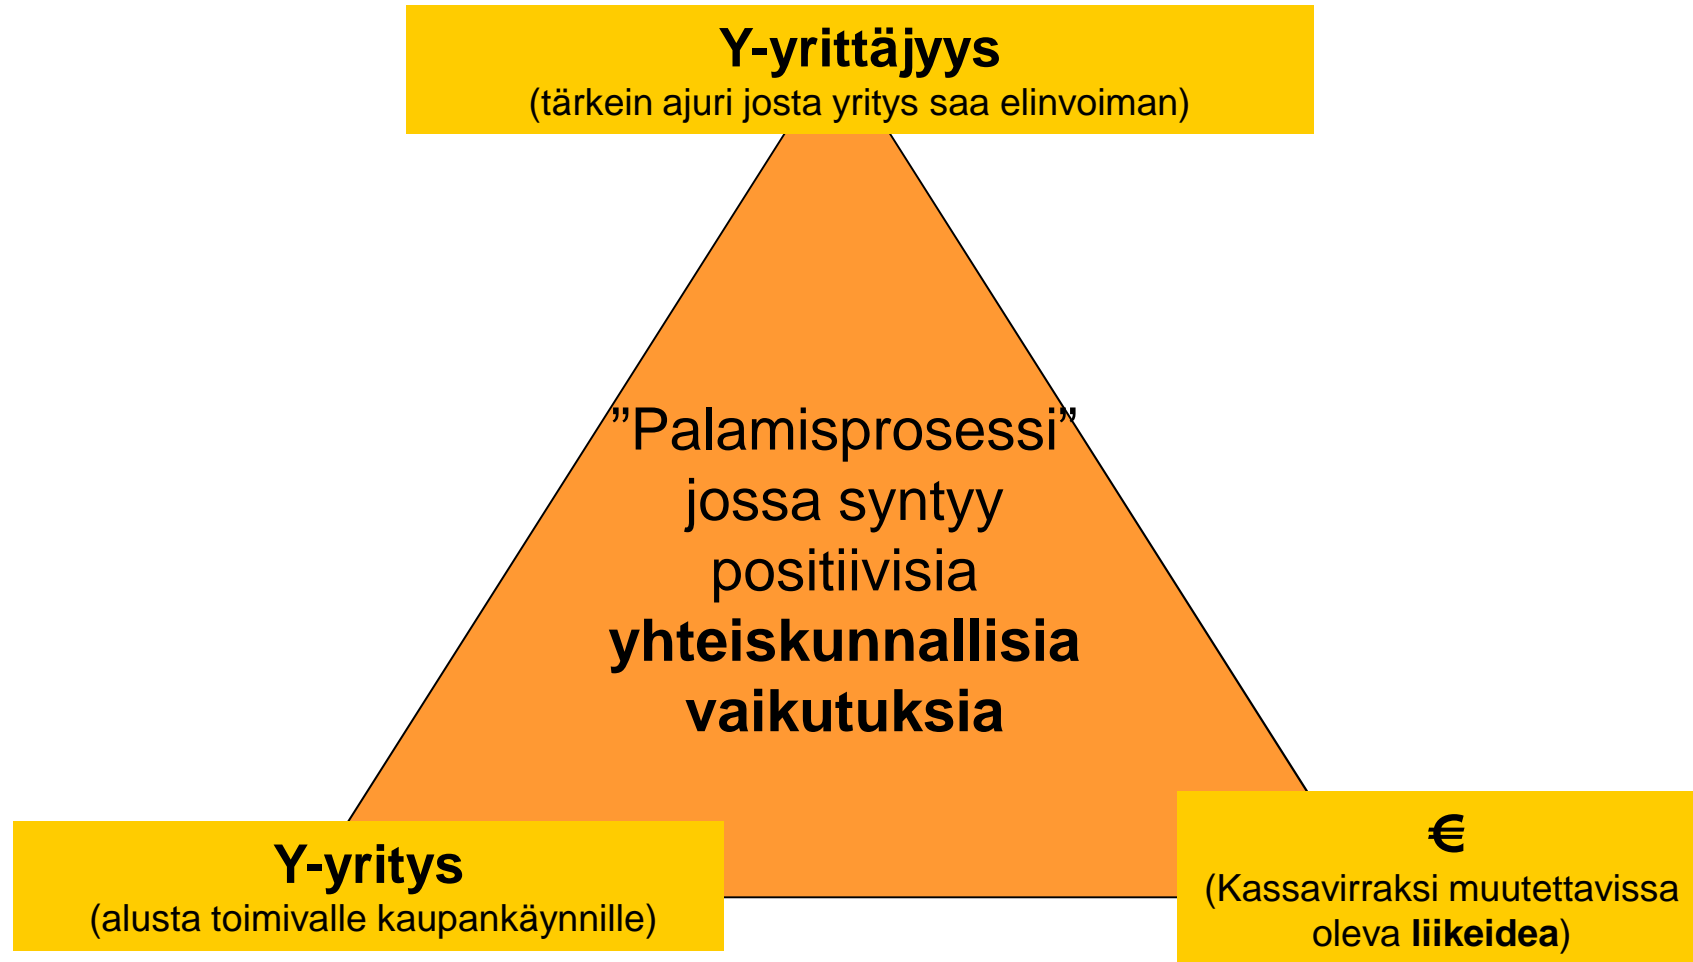 Y-yrittäjyys
(tärkein ajuri josta yritys saa elinvoiman)
”Palamisprosessi”
jossa syntyy
positiivisia
yhteiskunnallisia
vaikutuksia
Y-yritys
(alusta toimivalle kaupankäynnille)
€
(Kassavirraksi muutettavissa
oleva liikeidea)